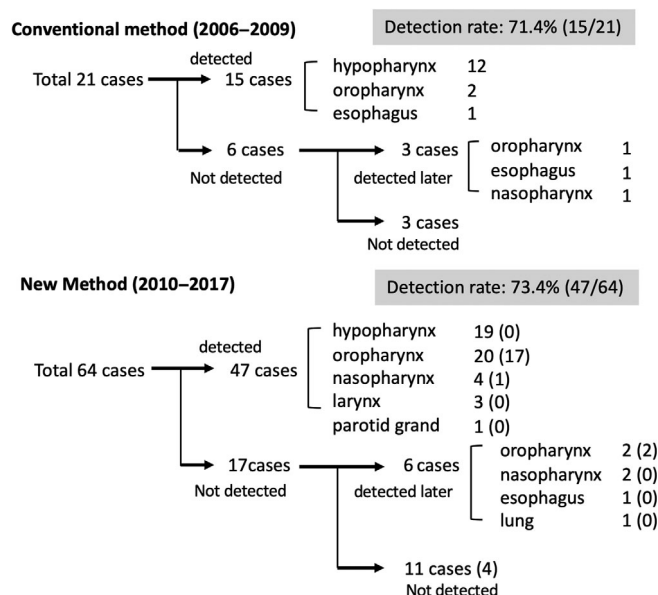 Conventional method (2006–2009)
Detection rate: 71.4% (15/21)
Total 21 cases
detected
15 cases
hypopharynx 12
oropharynx 2
esophagus 1
6 cases
Not detected
3 cases
detected later
oropharynx 1
esophagus 1
nasopharynx 1
3 cases
Not detected
New Method (2010–2017)
Detection rate: 73.4% (47/64)
Total 64 cases
detected
47 cases
hypopharynx 19 (0)
oropharynx 20 (17)
nasopharynx 4 (1)
larynx 3 (0)
parotid grand 1 (0)
17cases
Not detected
6 cases
detected later
oropharynx 2 (2)
nasopharynx 2 (0)
esophagus 1 (0)
lung 1 (0)
11 cases (4)
Not detected